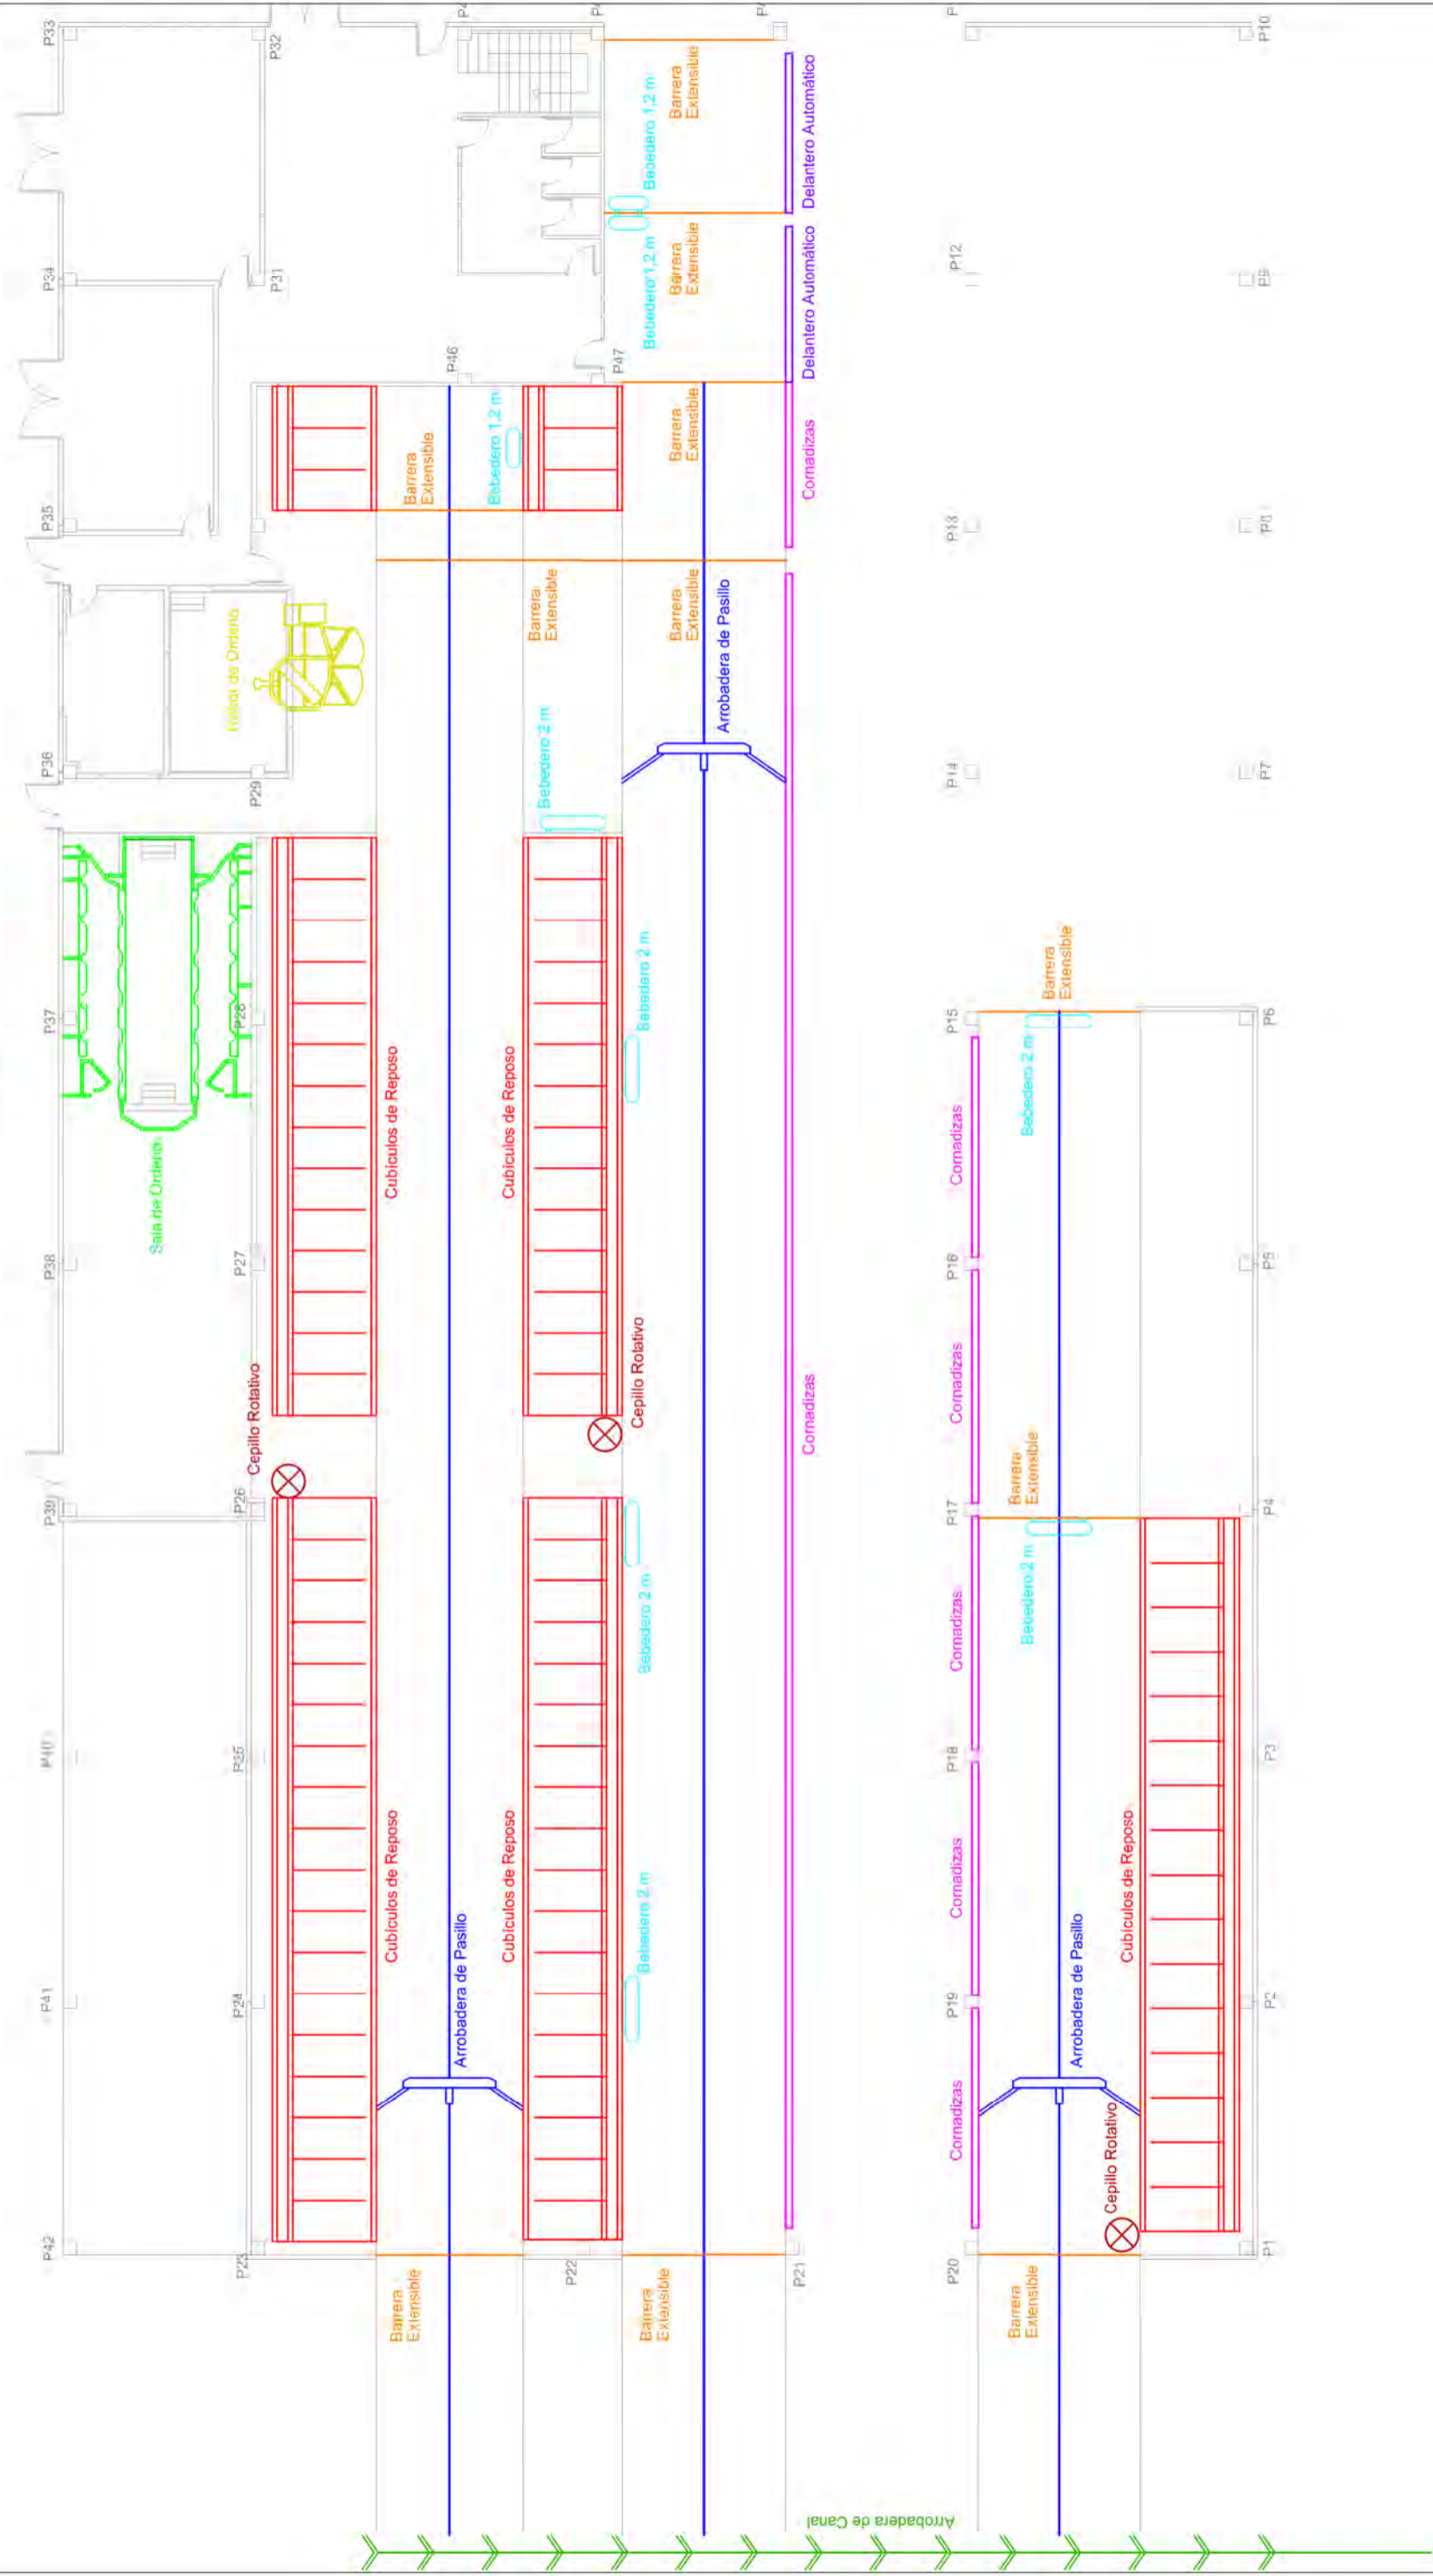 P33
P32
P4
P4
P4
P
P10
Barrera
Extensible
Bebedero 1,2 m
Delantero Automático
P34
P31
Bebedero 1,2 m
Barrera
Extensible
Delantero Automático
P12
P9
P46
P47
Bebedero 1,2 m
Barrera
Extensible
Barrera
Extensible
Cornadizas
P35
P13
P8
Robot de Ordeño
Barrera
Extensible
Barrera
Extensible
Arrobadera de Pasillo
P36
P29
Bebedero 2 m
P14
P7
P37
P28
Bebedero 2 m
Barrera
Extensible
P15
P6
Sala de Ordeño
Cubículos de Reposo
Cubículos de Reposo
Bebedero 2 m
Cornadizas
P38
P27
P16
P5
Cepillo Rotativo
Cepillo Rotativo
Cornadizas
Cornadizas
Barrera
Extensible
P39
P26
P17
P4
Bebedero 2 m
Bebedero 2 m
Cornadizas
P40
P25
P18
P3
Cubículos de Reposo
Cubículos de Reposo
Bebedero 2 m
Cornadizas
Cubículos de Reposo
P41
P24
P19
P2
Arrobadera de Pasillo
Arrobadera de Pasillo
Cornadizas
Cepillo Rotativo
P42
P23
P22
P21
P20
P1
Barrera
Extensible
Barrera
Extensible
Barrera
Extensible
Arrobadera de Canal